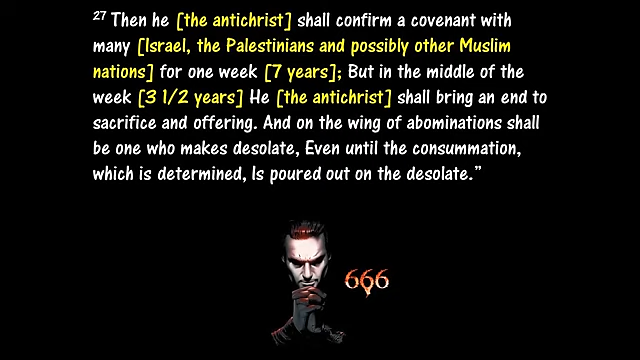 27 Then he [the antichrist] shall confirm a covenant with
many [Israel, the Palestinians and possibly other Muslim
nations] for one week [7 years]; But in the middle of the
week [3 1/2 years] He [the antichrist] shall bring an end to
sacrifice and offering. And on the wing of abominations shall
be one who makes desolate, Even until the consummation,
which is determined, Is poured out on the desolate.”
666